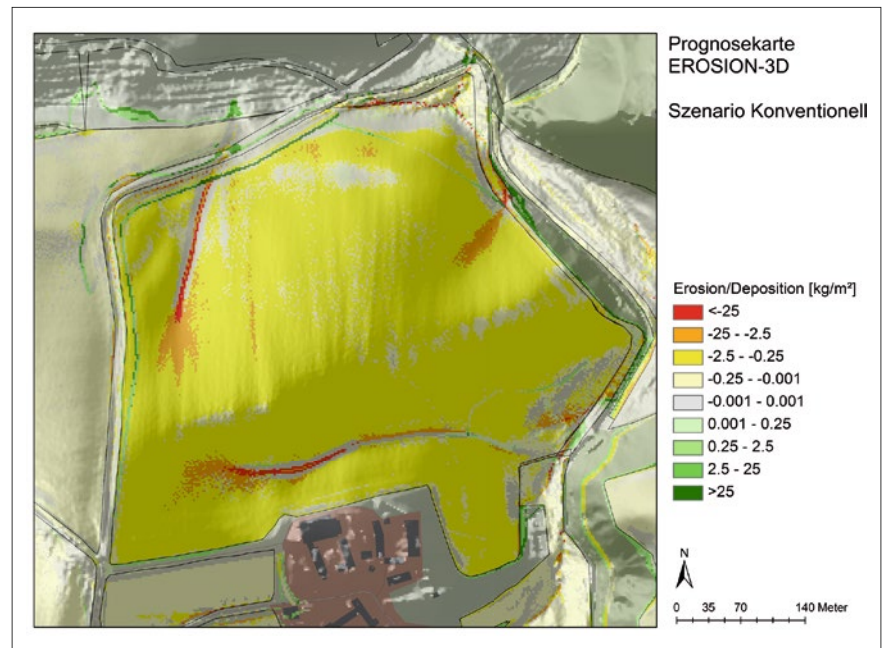 Prognosekarte
EROSION-3D
Szenario Konventionell
Erosion/Deposition [kg/m²]
<-25
-25 - -2.5
-2.5 - -0.25
-0.25 - -0.001
-0.001 - 0.001
0.001 - 0.25
0.25 - 2.5
2.5 - 25
>25
N
0 35 70 140 Meter